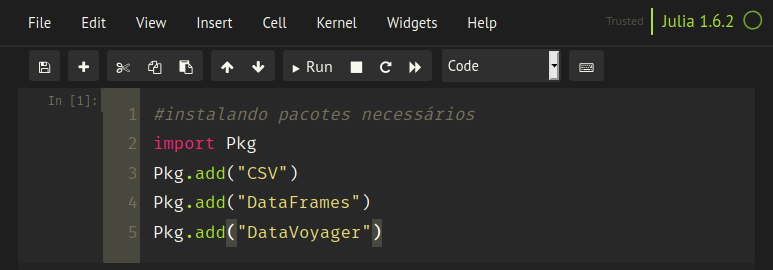 File Edit View Insert Cell Kernel Widgets Help Trusted Julia 1.6.2
Run Code
In [1]:
1 #instalando pacotes necessários
2 import Pkg
3 Pkg.add("CSV")
4 Pkg.add("DataFrames")
5 Pkg.add("DataVoyager")